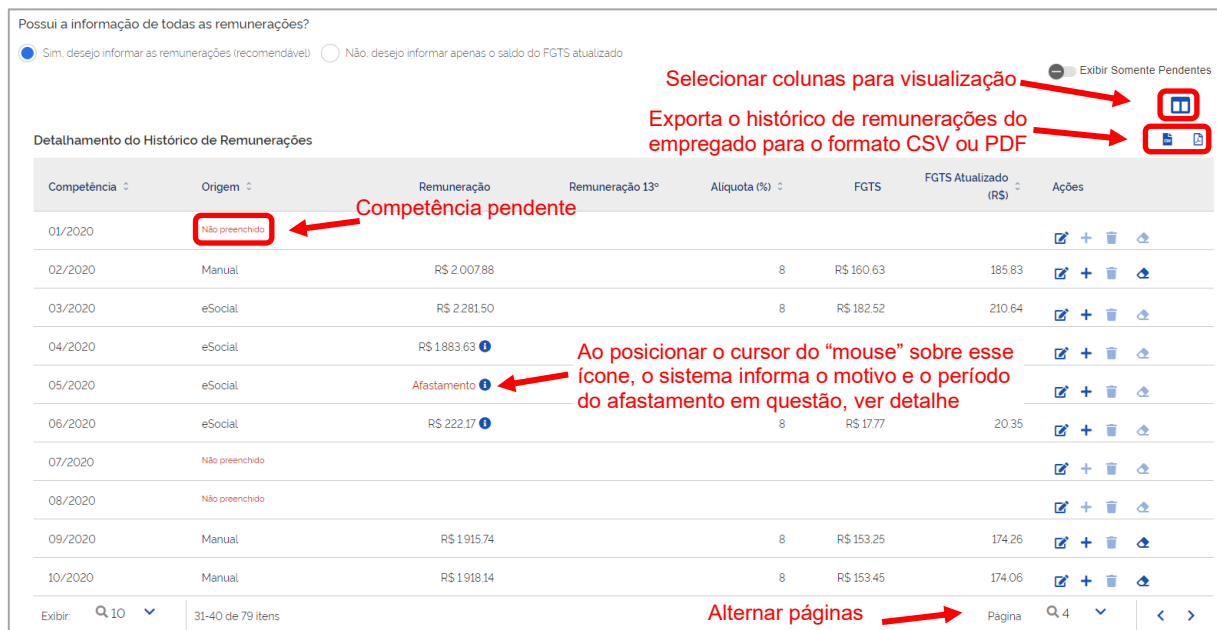 Possui a informação de todas as remunerações?
Sim, desejo informar as remunerações (recomendável) Não, desejo informar apenas o saldo do FGTS atualizado
Exibir Somente Pendentes
Selecionar colunas para visualização
Exporta o histórico de remunerações do
empregado para o formato CSV ou PDF
Detalhamento do Histórico de Remunerações
Competência Origem Remuneração Remuneração 13º Alíquota (%) FGTS FGTS Atualizado (R$) Ações
Competência pendente
01/2020 Não preenchido
02/2020 Manual R$ 2.007,88 8 R$ 160,63 185,83
03/2020 eSocial R$ 2.281,50 8 R$ 182,52 210,64
04/2020 eSocial R$ 1.883,63
Ao posicionar o cursor do “mouse” sobre esse
ícone, o sistema informa o motivo e o período
do afastamento em questão, ver detalhe
05/2020 eSocial Afastamento
06/2020 eSocial R$ 222,17 8 R$ 17,77 20,35
07/2020 Não preenchido
08/2020 Não preenchido
09/2020 Manual R$ 1.915,74 8 R$ 153,25 174,26
10/2020 Manual R$ 1.918,14 8 R$ 153,45 174,06
Exibir: 10 31-40 de 79 itens Alternar páginas Página 4